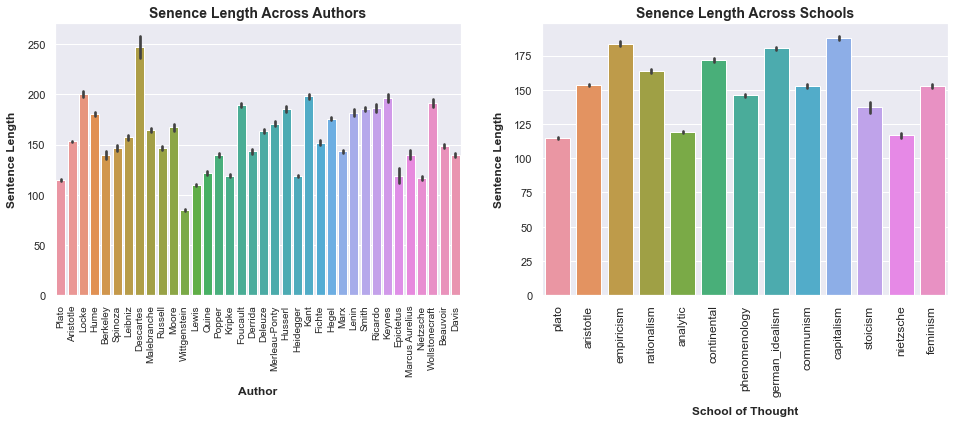 Senence Length Across Authors
Sentence Length
250
200
150
100
50
0
Plato
Aristotle
Locke
Hume
Berkeley
Spinoza
Leibniz
Descartes
Malebranche
Russell
Moore
Wittgenstein
Lewis
Quine
Popper
Kripke
Foucault
Derrida
Deleuze
Merleau-Ponty
Husserl
Heidegger
Kant
Fichte
Hegel
Marx
Lenin
Smith
Ricardo
Keynes
Epictetus
Marcus Aurelius
Nietzsche
Wollstonecraft
Beauvoir
Davis
Author
Senence Length Across Schools
Sentence Length
175
150
125
100
75
50
25
0
plato
aristotle
empiricism
rationalism
analytic
continental
phenomenology
german_idealism
communism
capitalism
stoicism
nietzsche
feminism
School of Thought